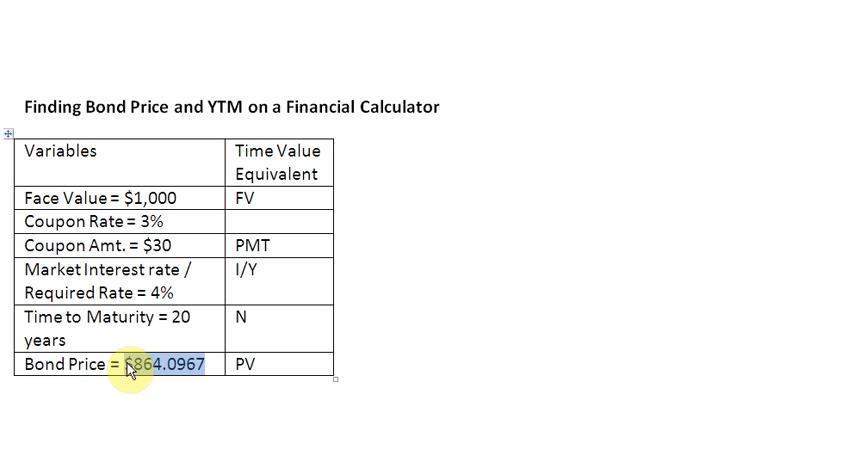 Finding Bond Price and YTM on a Financial Calculator
Variables
Time Value
Equivalent
Face Value = $1,000
FV
Coupon Rate = 3%
Coupon Amt. = $30
PMT
Market Interest rate /
Required Rate = 4%
I/Y
Time to Maturity = 20
years
N
Bond Price = $864.0967
PV